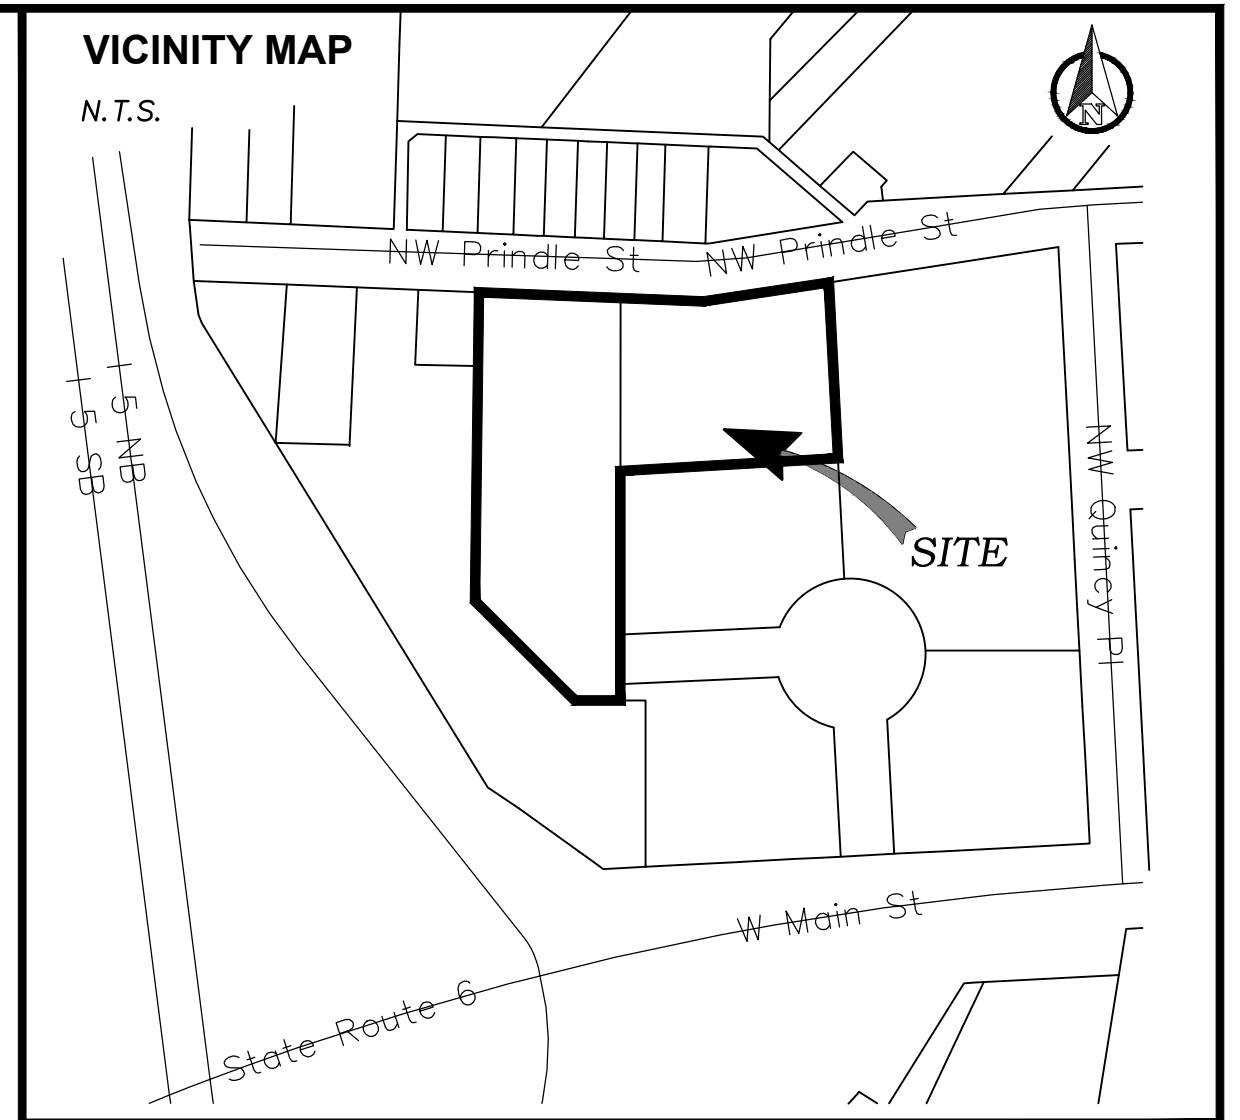 VICINITY MAP
N.T.S.
N
NW Prindle St
NW Prindle St
I 5 SB
I 5 NB
NW Quincy Pl
SITE
W Main St
State Route 6